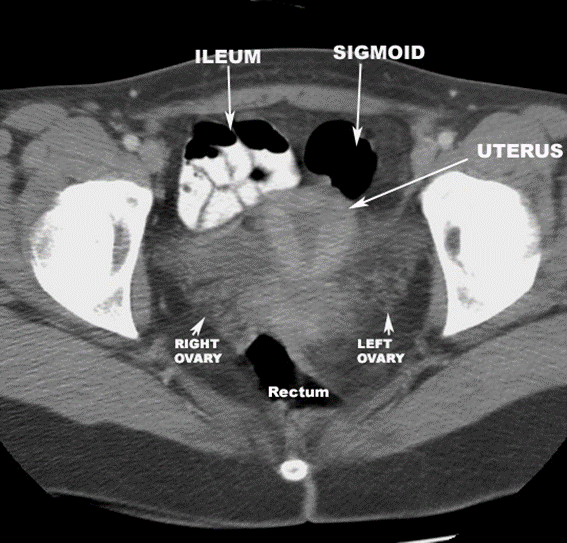 ILEUM
SIGMOID
UTERUS
RIGHT
OVARY
LEFT
OVARY
Rectum